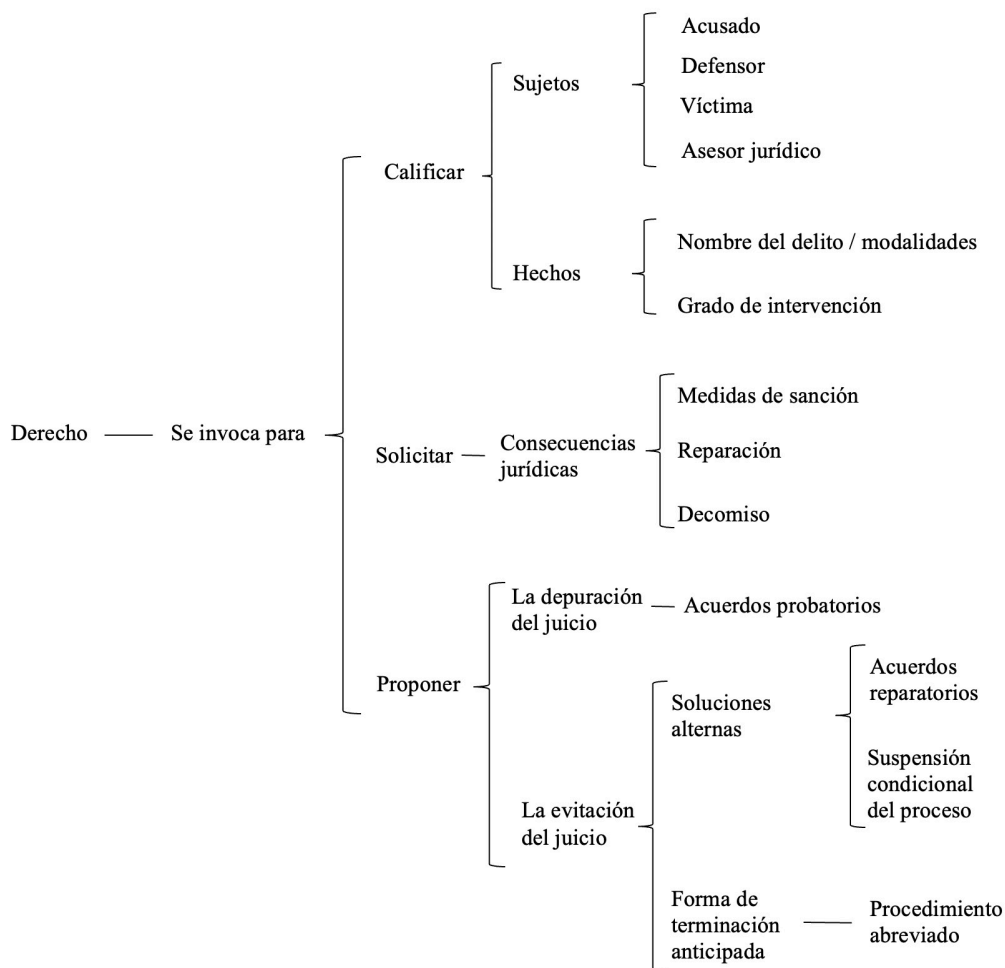 Derecho
Se invoca para
Calificar
Sujetos
Acusado
Defensor
Víctima
Asesor jurídico
Hechos
Nombre del delito / modalidades
Grado de intervención
Solicitar
Consecuencias
jurídicas
Medidas de sanción
Reparación
Decomiso
Proponer
La depuración
del juicio
Acuerdos probatorios
La evitación
del juicio
Soluciones
alternas
Acuerdos
reparatorios
Suspensión
condicional
del proceso
Forma de
terminación
anticipada
Procedimiento
abreviado